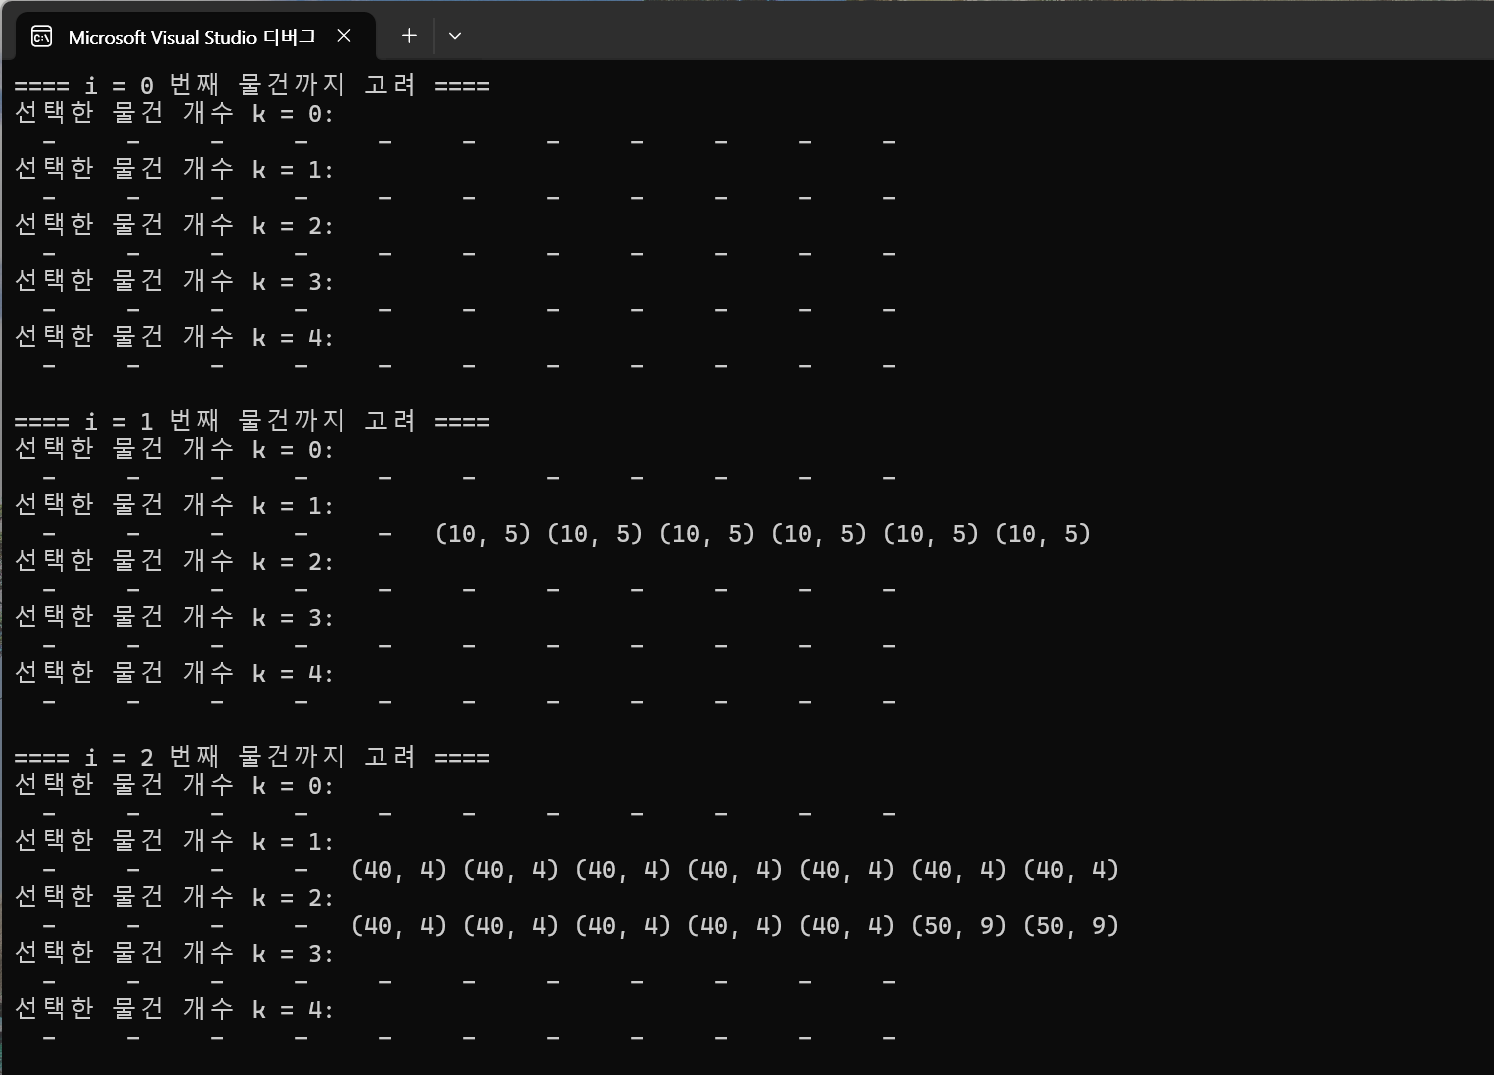 Microsoft Visual Studio 디버그
==== i = 0 번째 물건까지 고려 ====
선택한 물건 개수 k = 0:
- - - - - - - - - - -
선택한 물건 개수 k = 1:
- - - - - - - - - - -
선택한 물건 개수 k = 2:
- - - - - - - - - - -
선택한 물건 개수 k = 3:
- - - - - - - - - - -
선택한 물건 개수 k = 4:
- - - - - - - - - - -
==== i = 1 번째 물건까지 고려 ====
선택한 물건 개수 k = 0:
- - - - - - - - - - -
선택한 물건 개수 k = 1:
- - - - - (10, 5) (10, 5) (10, 5) (10, 5) (10, 5) (10, 5)
선택한 물건 개수 k = 2:
- - - - - - - - - - -
선택한 물건 개수 k = 3:
- - - - - - - - - - -
선택한 물건 개수 k = 4:
- - - - - - - - - - -
==== i = 2 번째 물건까지 고려 ====
선택한 물건 개수 k = 0:
- - - - - - - - - - -
선택한 물건 개수 k = 1:
- - - - (40, 4) (40, 4) (40, 4) (40, 4) (40, 4) (40, 4) (40, 4)
선택한 물건 개수 k = 2:
- - - - (40, 4) (40, 4) (40, 4) (40, 4) (40, 4) (50, 9) (50, 9)
선택한 물건 개수 k = 3:
- - - - - - - - - - -
선택한 물건 개수 k = 4:
- - - - - - - - - - -